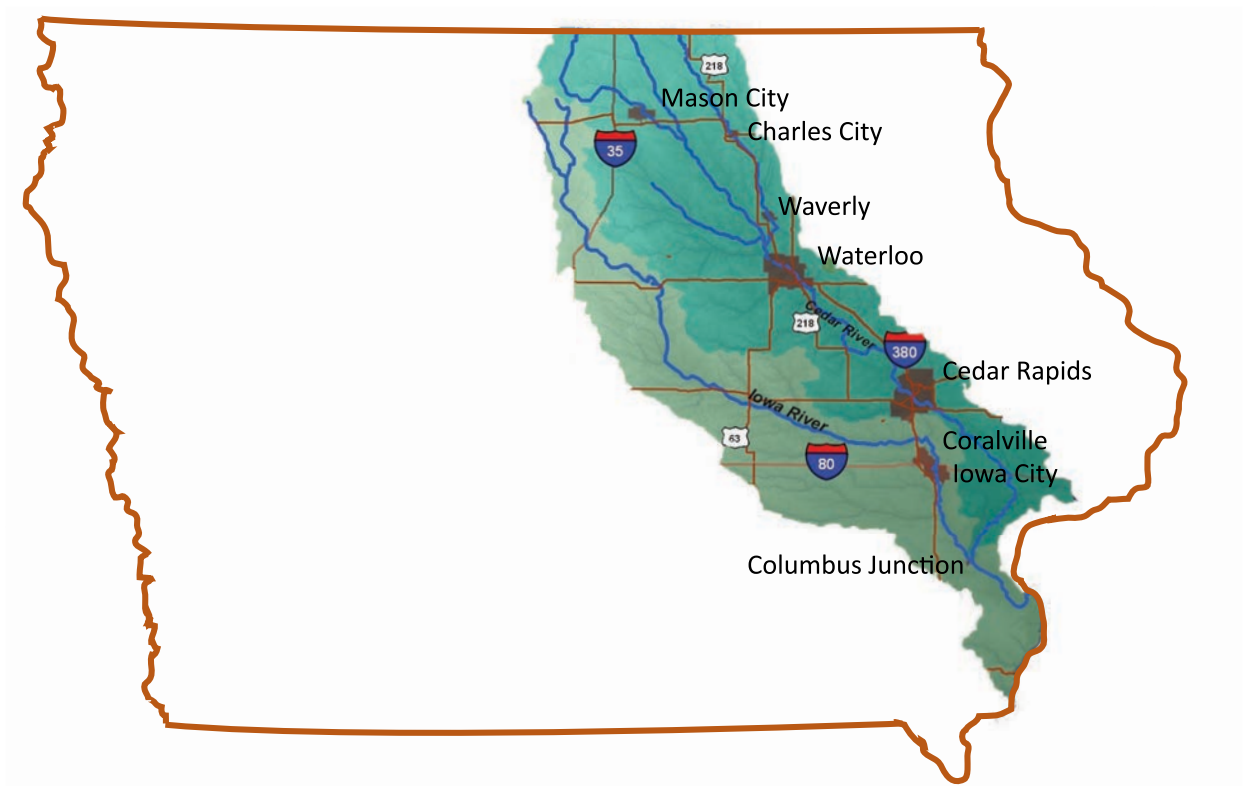 218
Mason City
Charles City
35
Waverly
Waterloo
218
Cedar River
380
Cedar Rapids
Iowa River
63
Coralville
80
Iowa City
Columbus Junction